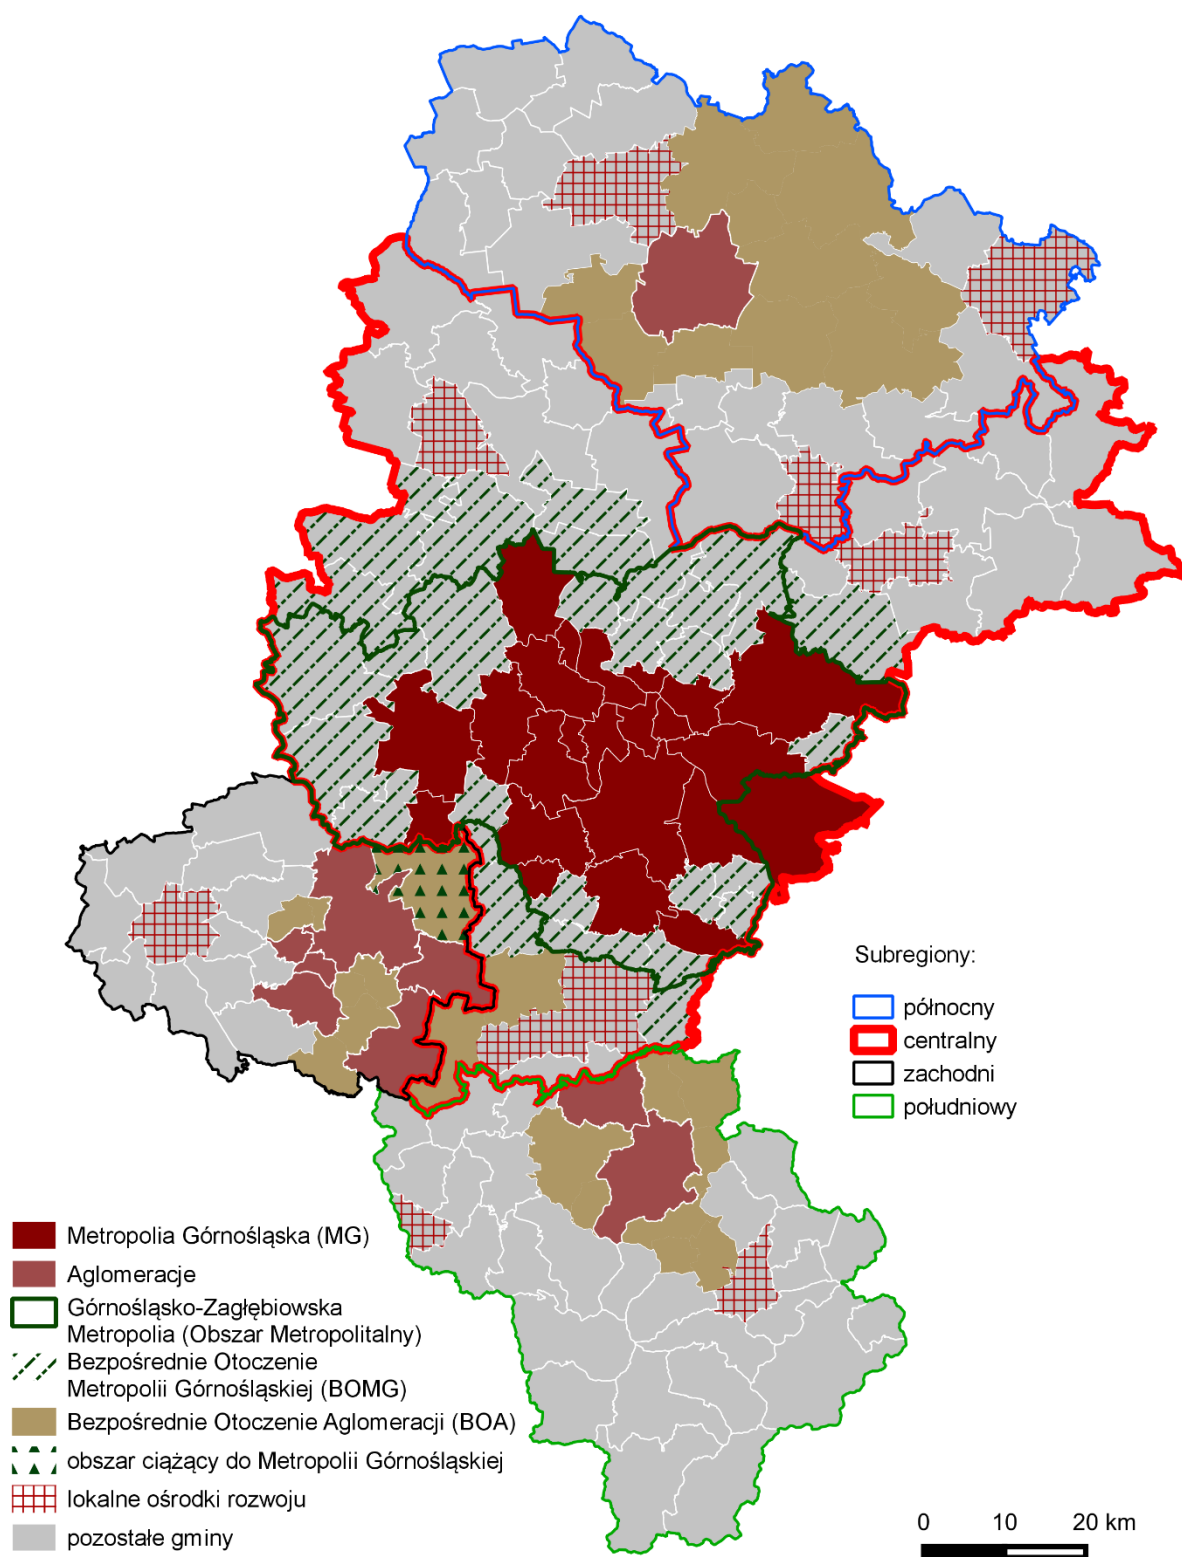 Subregiony:
północny
centralny
zachodni
południowy
Metropolia Górnośląska (MG)
Aglomeracje
Górnośląsko-Zagłębiowska
Metropolia (Obszar Metropolitalny)
Bezpośrednie Otoczenie
Metropolii Górnośląskiej (BOMG)
Bezpośrednie Otoczenie Aglomeracji (BOA)
obszar ciążący do Metropolii Górnośląskiej
lokalne ośrodki rozwoju
pozostałe gminy
0 10 20 km